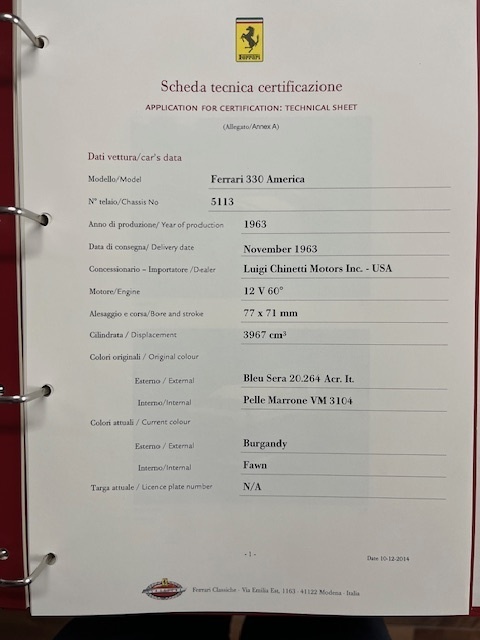 Ferrari
Scheda tecnica certificazione
APPLICATION FOR CERTIFICATION: TECHNICAL SHEET
(Allegato/Annex A)
Dati vettura/car's data
Modello/Model Ferrari 330 America
N° telaio/Chassis No 5113
Anno di produzione/ Year of production 1963
Data di consegna/ Delivery date November 1963
Concessionario – Importatore /Dealer Luigi Chinetti Motors Inc. - USA
Motore/Engine 12 V 60°
Alesaggio e corsa/Bore and stroke 77 x 71 mm
Cilindrata / Displacement 3967 cm³
Colori originali / Original colour
Esterno / External Bleu Sera 20.264 Acr. It.
Interno/Internal Pelle Marrone VM 3104
Colori attuali / Current colour
Esterno / External Burgandy
Interno/Internal Fawn
Targa attuale / Licence plate number N/A
- 1 -
Date 10-12-2014
Ferrari Classiche - Via Emilia Est, 1163 - 41122 Modena - Italia